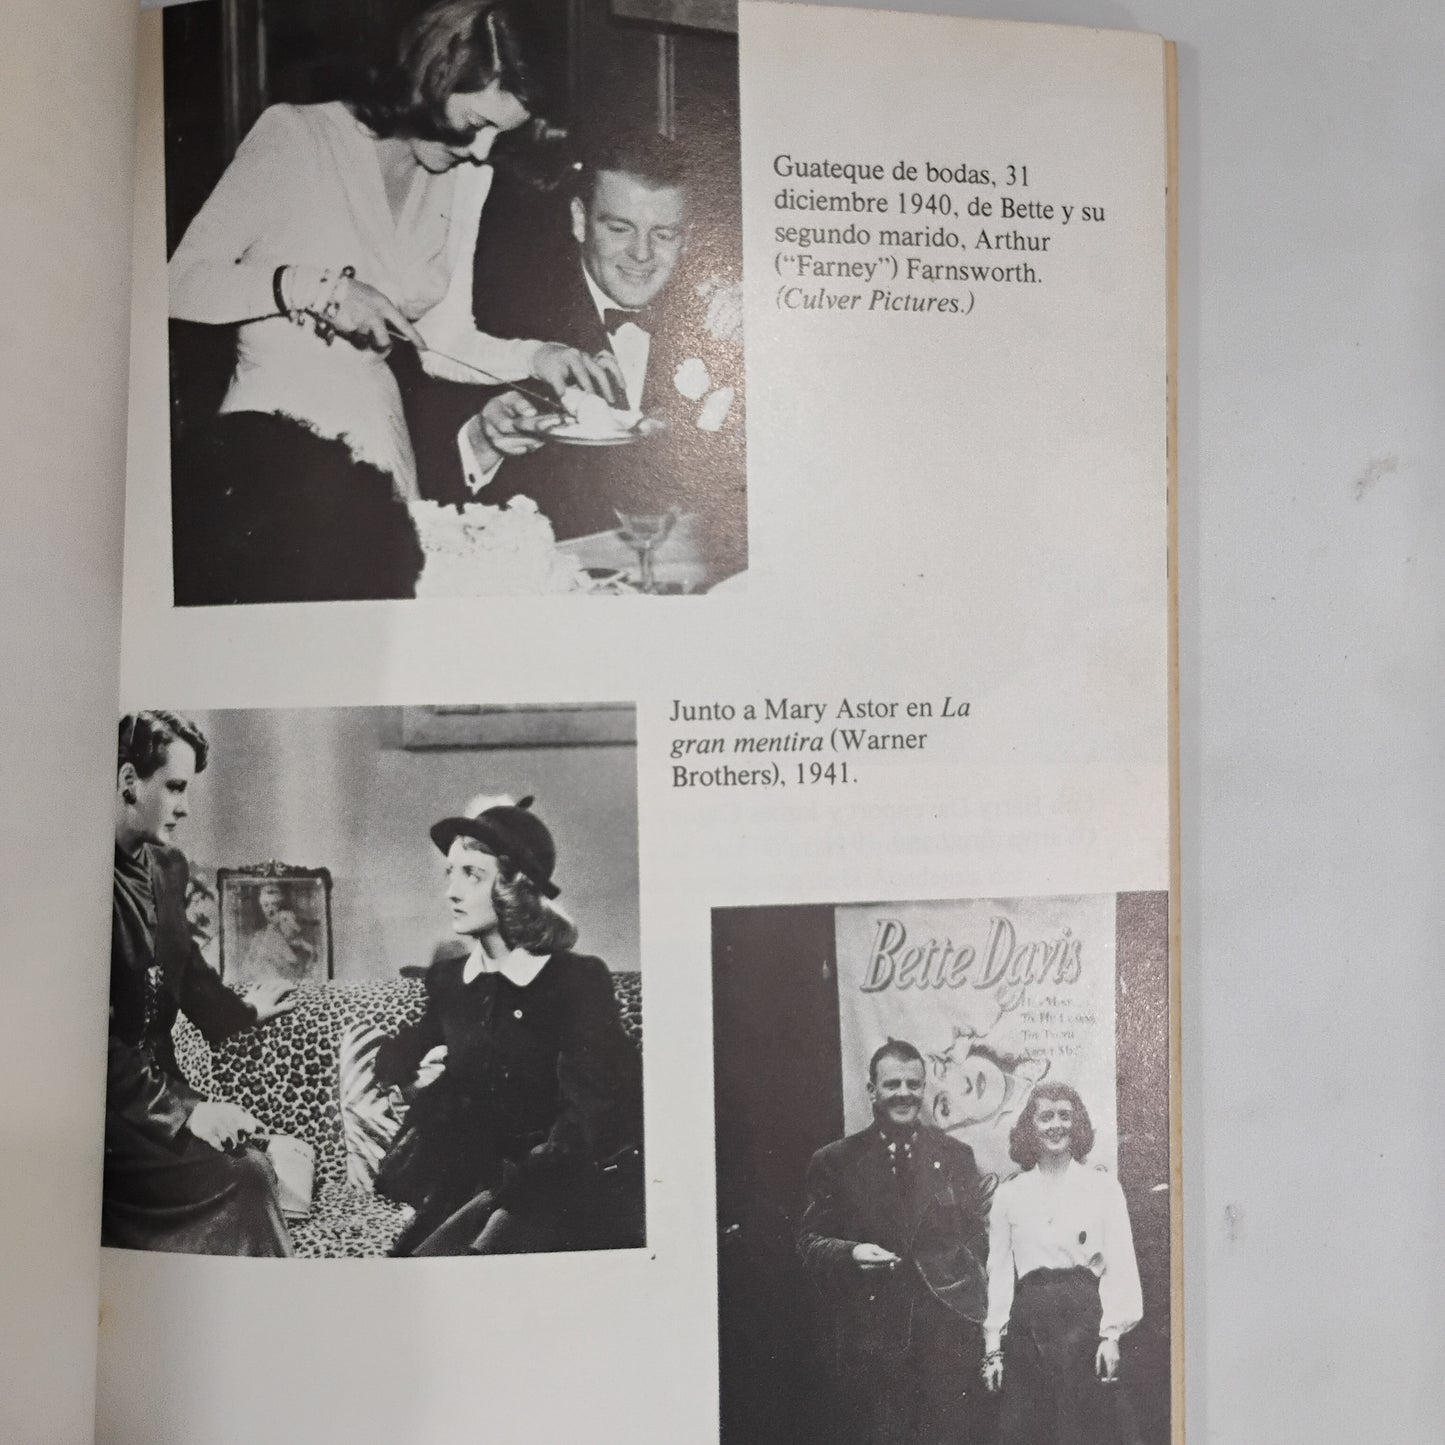 Guateque de bodas, 31
diciembre 1940, de Bette y su
segundo marido, Arthur
(“Farney”) Farnsworth.
(Culver Pictures.)
Junto a Mary Astor en La
gran mentira (Warner
Brothers), 1941.
Bette Davis